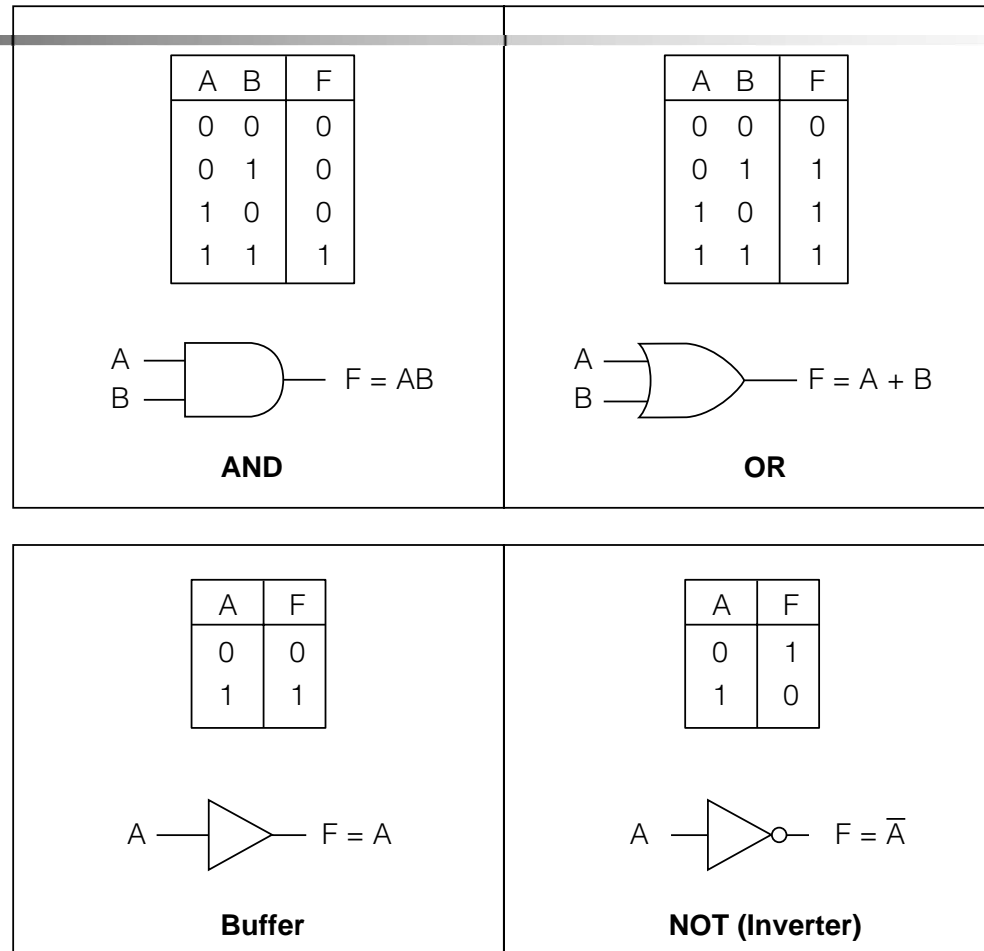 A B F
0 0 0
0 1 0
1 0 0
1 1 1
A
B
F = AB
AND
A B F
0 0 0
0 1 1
1 0 1
1 1 1
A
B
F = A + B
OR
A F
0 0
1 1
A F = A
Buffer
A F
0 1
1 0
A F = A̅
NOT (Inverter)